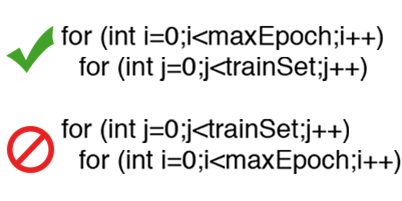 for (int i=0;i<maxEpoch;i++)
for (int j=0;j<trainSet;j++)
for (int j=0;j<trainSet;j++)
for (int i=0;i<maxEpoch;i++)